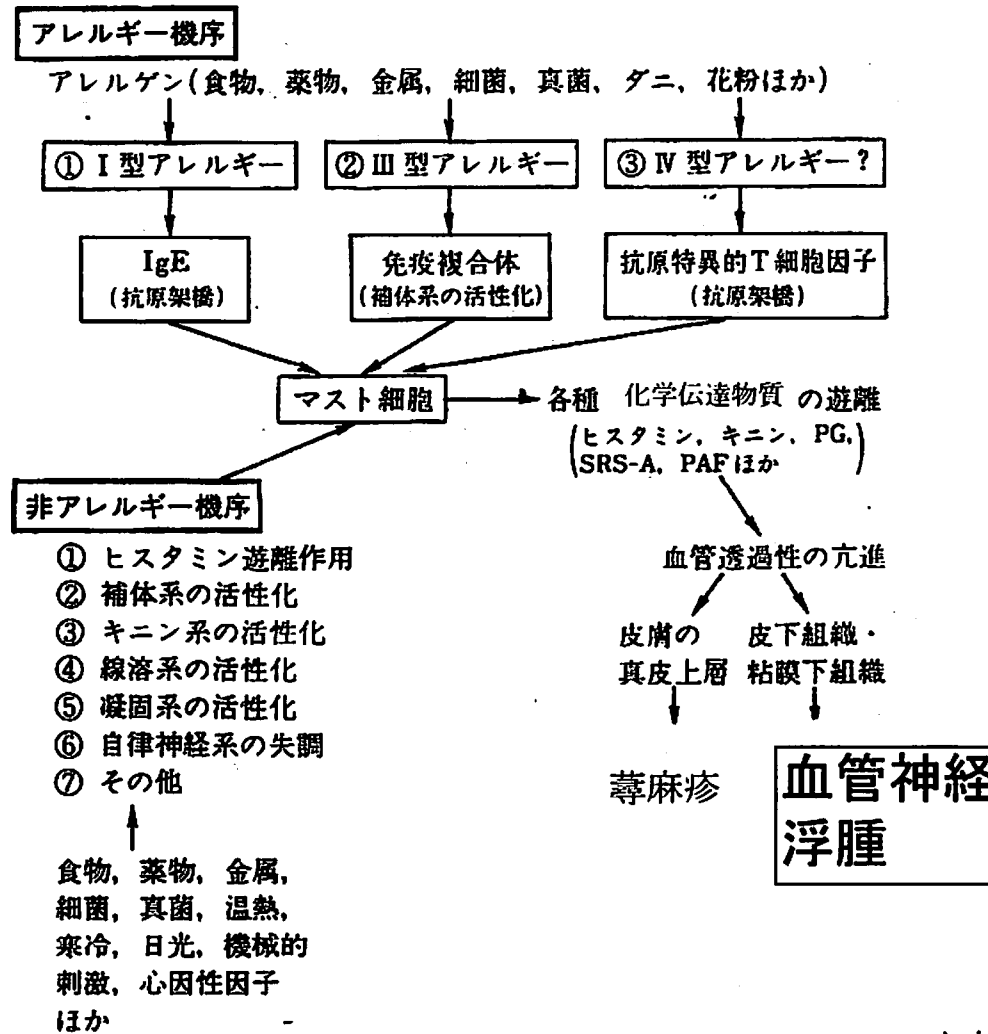 アレルギー機序
アレルゲン(食物, 薬物, 金属, 細菌, 真菌, ダニ, 花粉ほか)
① I 型アレルギー
② III 型アレルギー
③ IV 型アレルギー?
IgE
(抗原架橋)
免疫複合体
(補体系の活性化)
抗原特異的T細胞因子
(抗原架橋)
マスト細胞
各種 化学伝達物質 の遊離
(ヒスタミン, キニン, PG,
SRS-A, PAFほか)
非アレルギー機序
① ヒスタミン遊離作用
② 補体系の活性化
③ キニン系の活性化
④ 線溶系の活性化
⑤ 凝固系の活性化
⑥ 自律神経系の失調
⑦ その他
食物, 薬物, 金属,
細菌, 真菌, 温熱,
寒冷, 日光, 機械的
刺激, 心因性因子
ほか
血管透過性の亢進
皮膚の
真皮上層
皮下組織・
粘膜下組織
蕁麻疹
血管神経
浮腫